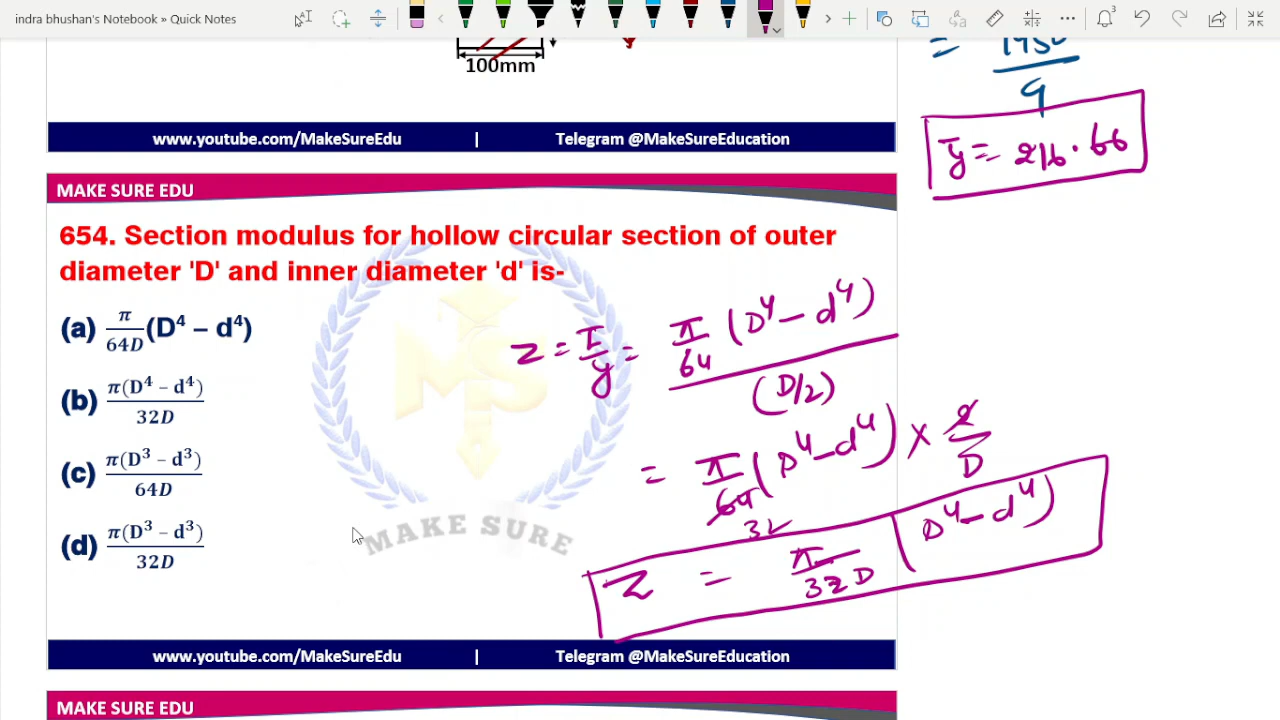 indra bhushan's Notebook » Quick Notes
100mm
=
9
ȳ = 216.66
www.youtube.com/MakeSureEdu | Telegram @MakeSureEducation
MAKE SURE EDU
654. Section modulus for hollow circular section of outer
diameter 'D' and inner diameter 'd' is-
(a) π/64D (D⁴ – d⁴)
(b) π(D⁴ – d⁴)/32D
(c) π(D³ – d³)/64D
(d) π(D³ – d³)/32D
Z = I/y = π/64 (D⁴ – d⁴) / (D/2)
= π/64 (D⁴ – d⁴) × 2/D
32
Z = π/32D (D⁴ – d⁴)
MAKE SURE
www.youtube.com/MakeSureEdu | Telegram @MakeSureEducation
MAKE SURE EDU